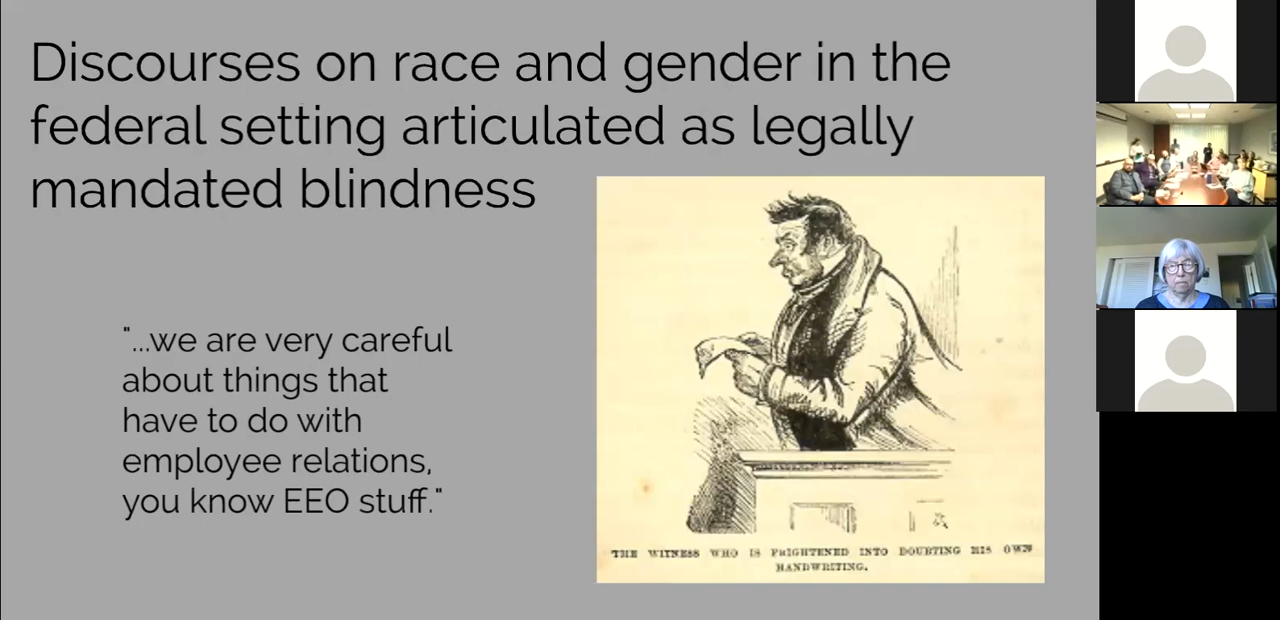 Discourses on race and gender in the
federal setting articulated as legally
mandated blindness
"...we are very careful
about things that
have to do with
employee relations,
you know EEO stuff."
THE WITNESS WHO IS FRIGHTENED INTO DOUBTING HIS OWN
HANDWRITING.